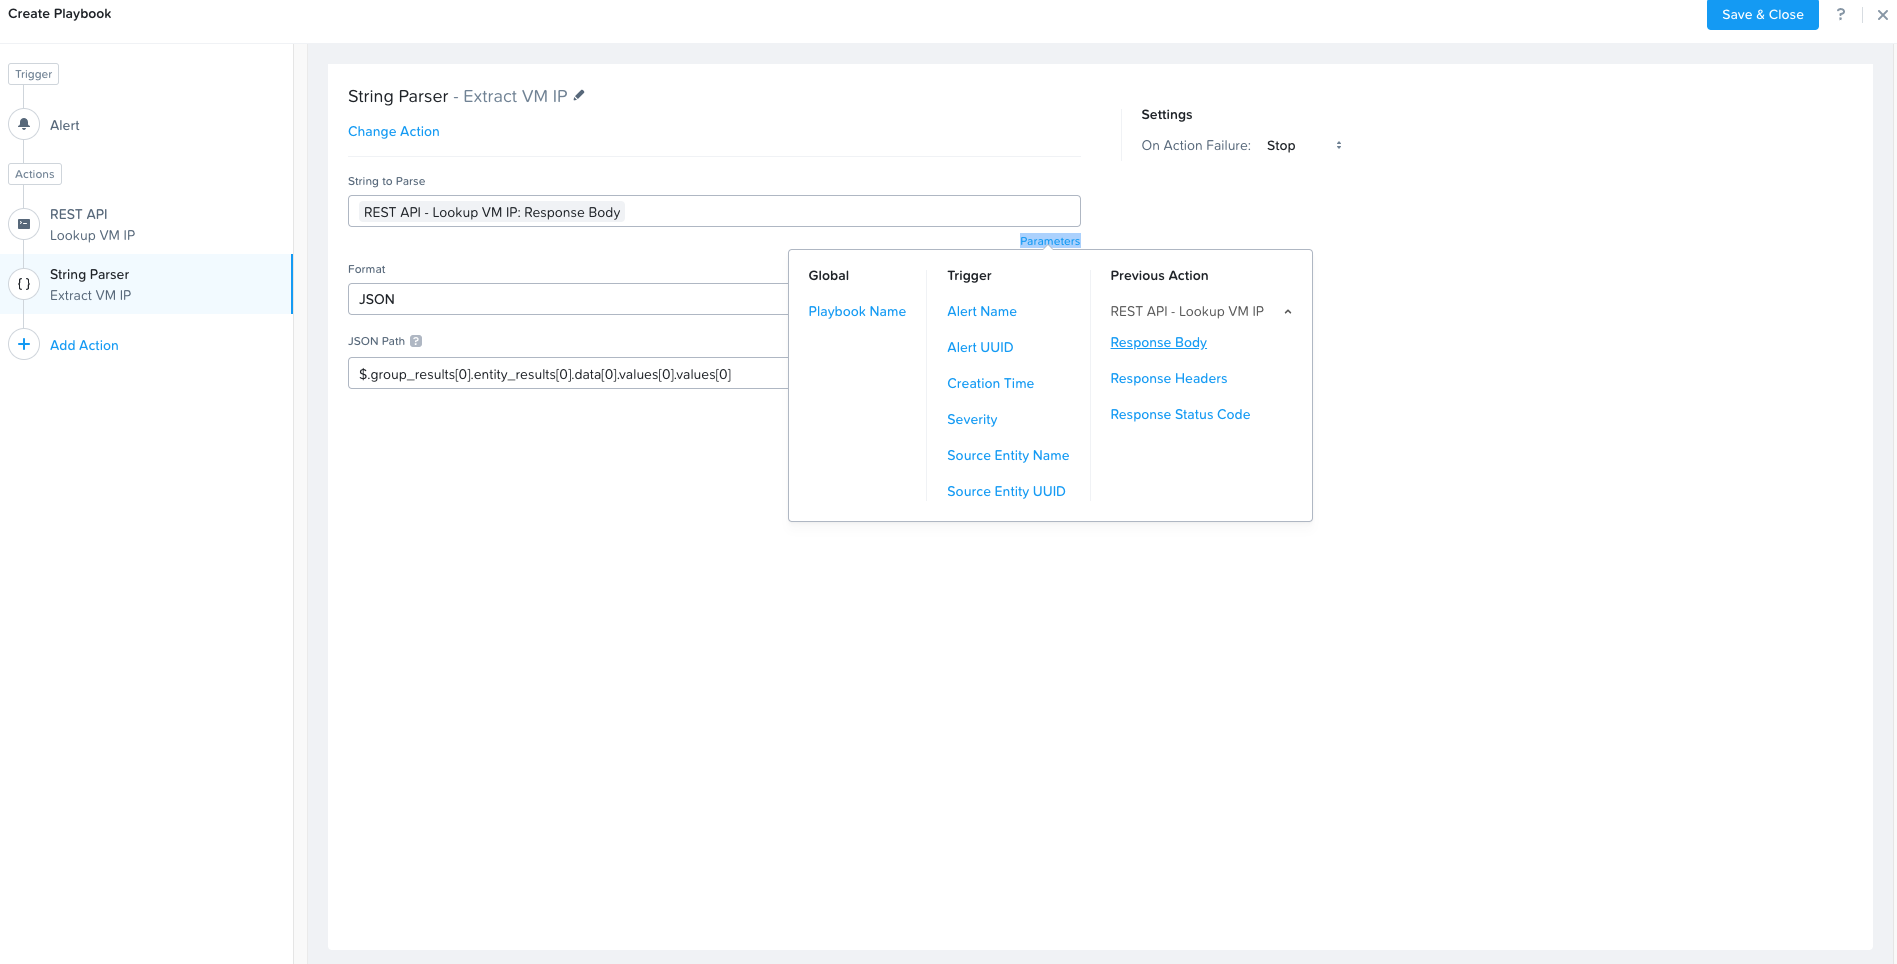 Create Playbook
Save & Close
?
Trigger
Alert
Actions
REST API
Lookup VM IP
String Parser
Extract VM IP
Add Action
String Parser - Extract VM IP
Change Action
Settings
On Action Failure: Stop
String to Parse
REST API - Lookup VM IP: Response Body
Parameters
Format
JSON
JSON Path ?
$.group_results[0].entity_results[0].data[0].values[0].values[0]
Global
Playbook Name
Trigger
Alert Name
Alert UUID
Creation Time
Severity
Source Entity Name
Source Entity UUID
Previous Action
REST API - Lookup VM IP
Response Body
Response Headers
Response Status Code